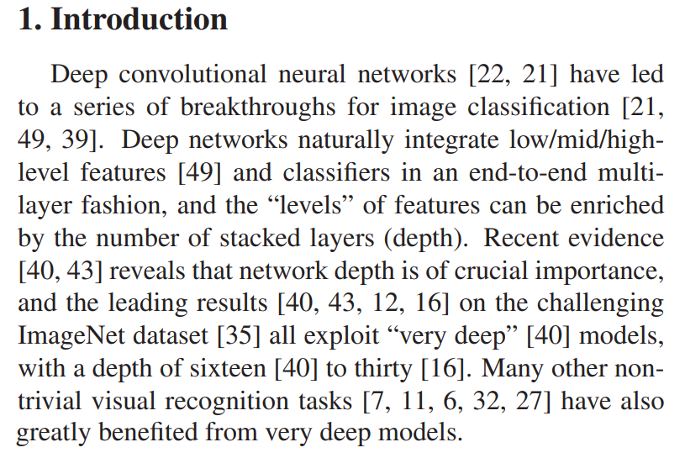 1. Introduction
Deep convolutional neural networks [22, 21] have led
to a series of breakthroughs for image classification [21,
49, 39]. Deep networks naturally integrate low/mid/high-
level features [49] and classifiers in an end-to-end multi-
layer fashion, and the “levels” of features can be enriched
by the number of stacked layers (depth). Recent evidence
[40, 43] reveals that network depth is of crucial importance,
and the leading results [40, 43, 12, 16] on the challenging
ImageNet dataset [35] all exploit “very deep” [40] models,
with a depth of sixteen [40] to thirty [16]. Many other non-
trivial visual recognition tasks [7, 11, 6, 32, 27] have also
greatly benefited from very deep models.